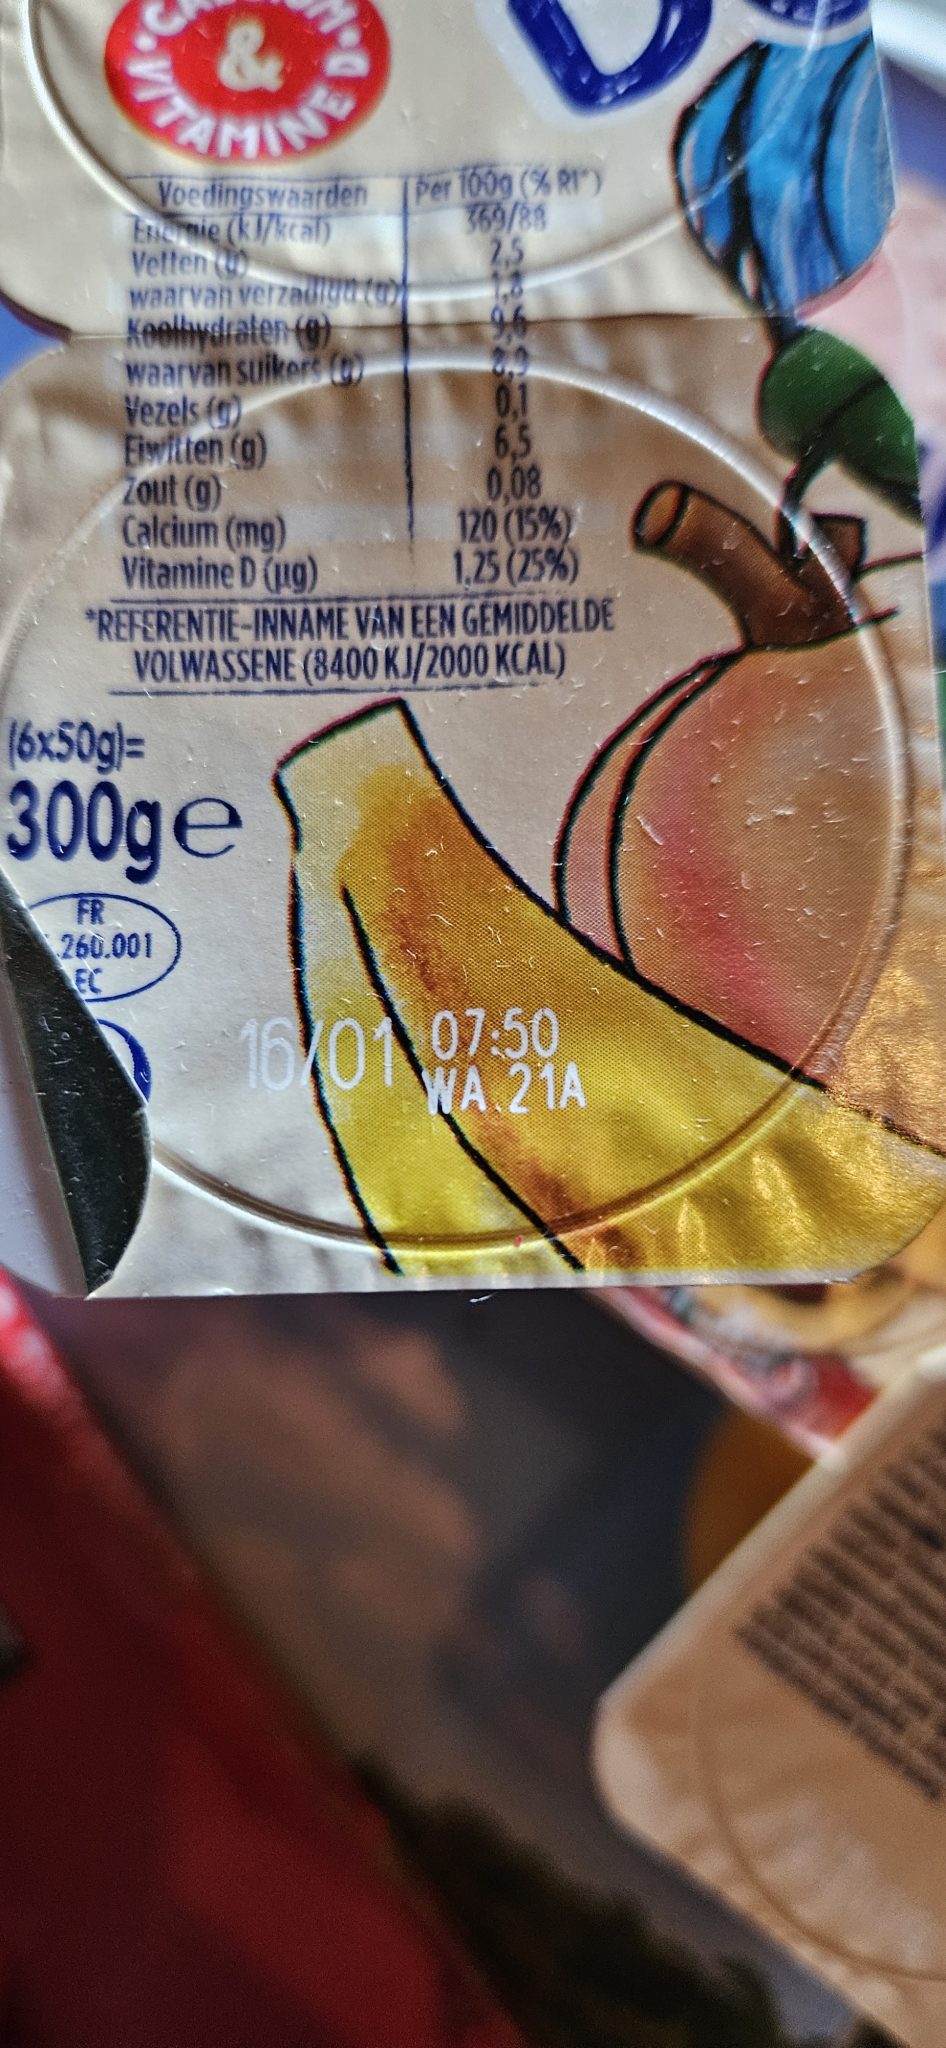 CALCIUM
&
VITAMINE D
Voedingswaarden Per 100g (% RI*)
Energie (kJ/kcal) 369/88
Vetten (g) 2,5
waarvan verzadigd (g) 1,8
Koolhydraten (g) 9,6
waarvan suikers (g) 8,9
Vezels (g) 0,1
Eiwitten (g) 6,5
Zout (g) 0,08
Calcium (mg) 120 (15%)
Vitamine D (µg) 1,25 (25%)
*REFERENTIE-INNAME VAN EEN GEMIDDELDE
VOLWASSENE (8400 KJ/2000 KCAL)
(6x50g)=
300g e
FR
.260.001
EC
16/01 07:50
WA.21A